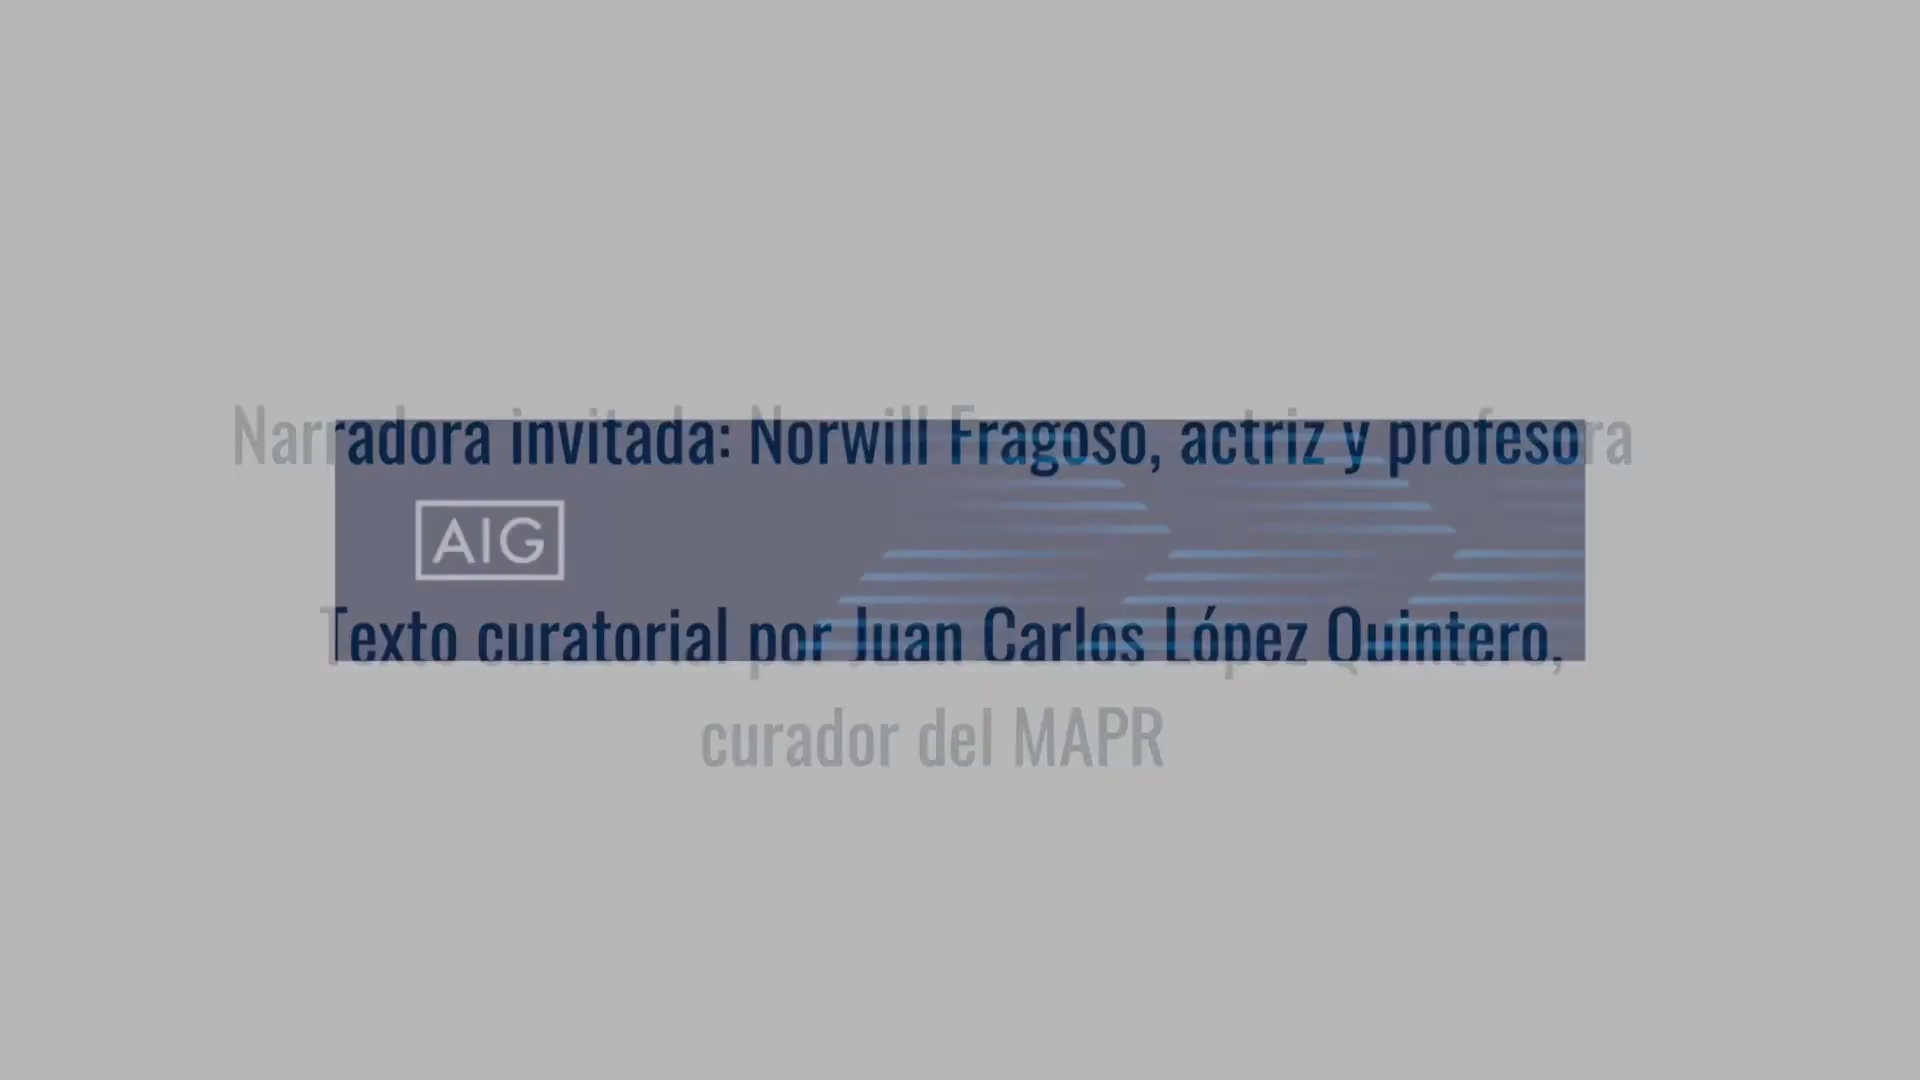 Narradora invitada: Norwill Fragoso, actriz y profesora
AIG
Texto curatorial por Juan Carlos López Quintero,
curador del MAPR